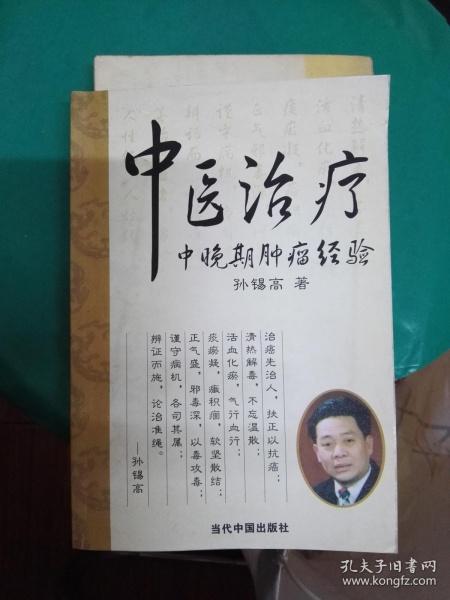 中医治疗
中晚期肿瘤经验
孙锡高 著
治癌先治人，扶正以抗癌；
清热解毒，不忘温散；
活血化瘀，气行血行；
痰瘀凝，癥积痼，软坚散结；
正气盛，邪毒深，以毒攻毒；
谨守病机，各司其属；
辨证而施，论治准绳。
——孙锡高
当代中国出版社
孔夫子旧书网
www.kongfz.com